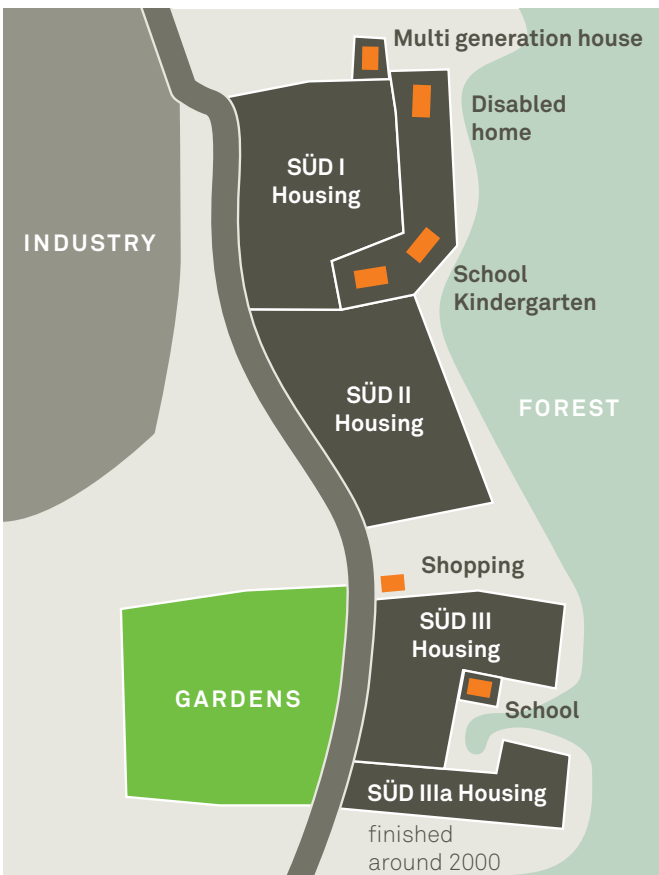 Multi generation house
Disabled
home
SÜD I
Housing
INDUSTRY
School
Kindergarten
SÜD II
Housing
FOREST
Shopping
SÜD III
Housing
GARDENS
School
SÜD IIIa Housing
finished
around 2000